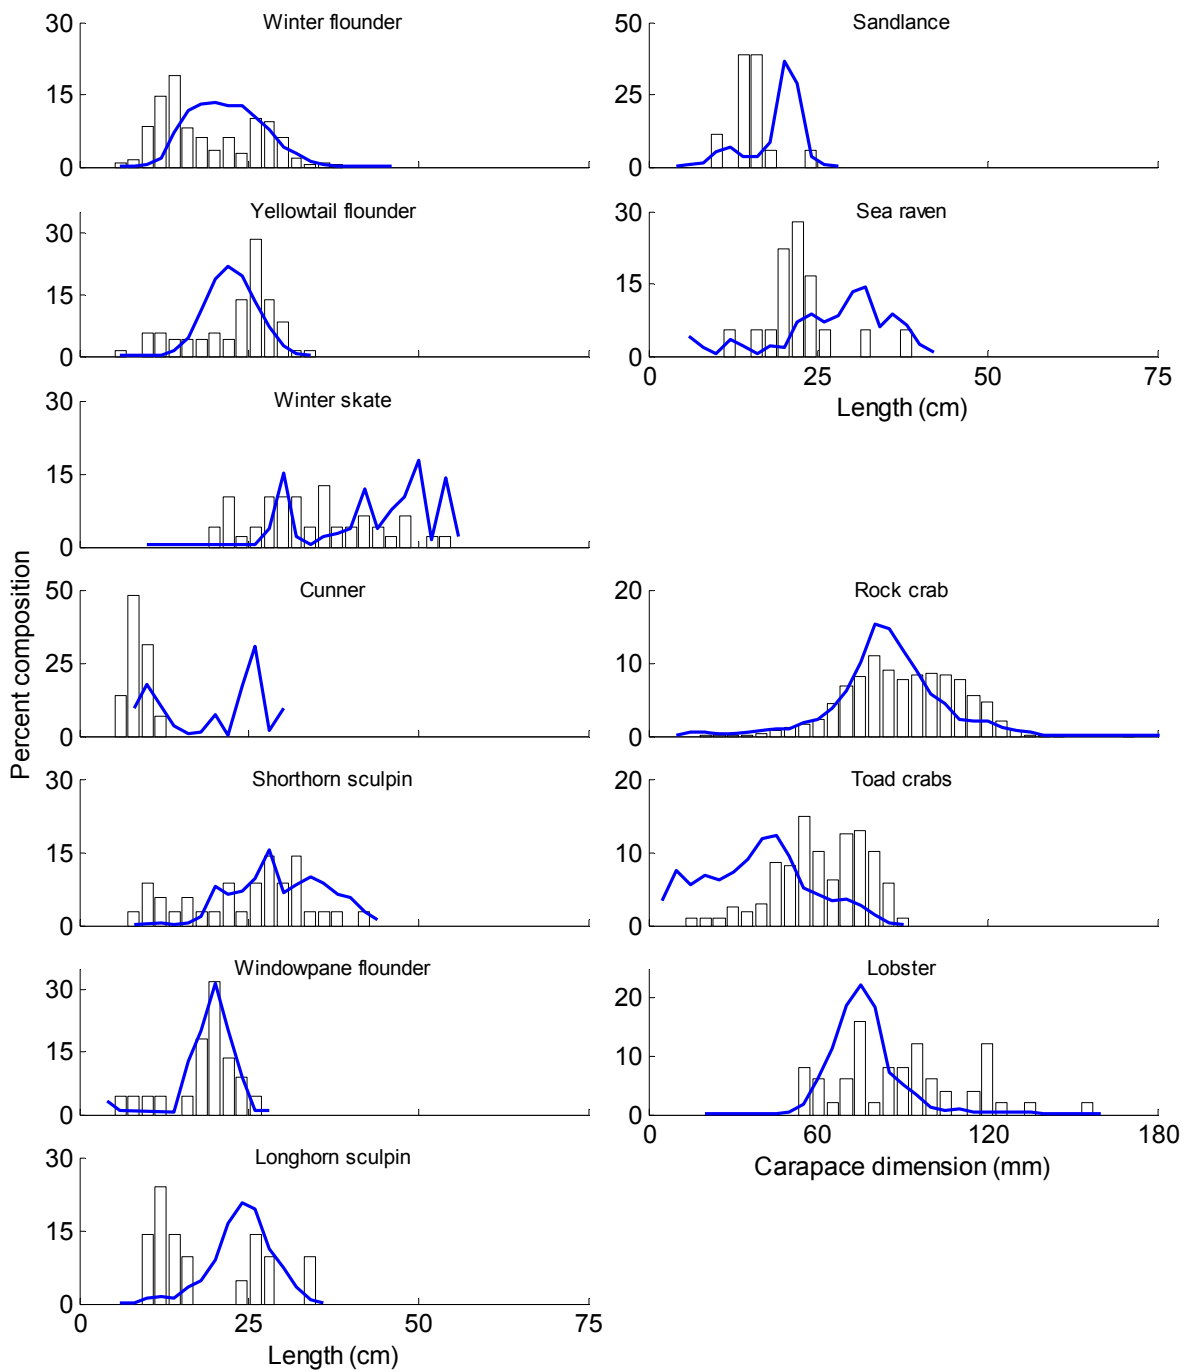 Winter flounder
30
15
0
Yellowtail flounder
30
15
0
Winter skate
30
15
0
Cunner
50
25
0
Shorthorn sculpin
30
15
0
Windowpane flounder
30
15
0
Longhorn sculpin
30
15
0
0 25 50 75
Length (cm)
Percent composition
Sandlance
50
25
0
Sea raven
30
15
0
0 25 50 75
Length (cm)
Rock crab
20
10
0
Toad crabs
20
10
0
Lobster
20
10
0
0 60 120 180
Carapace dimension (mm)